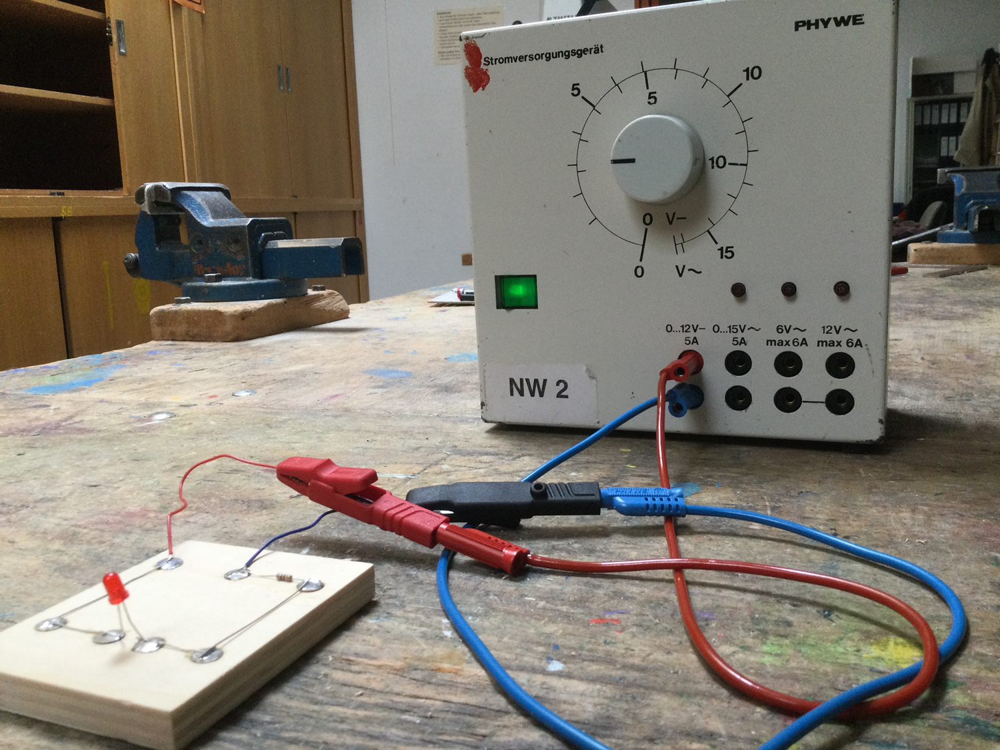 PHYWE
Stromversorgungsgerät
5
5
10
10
0 V–
15
0 V~
0...12V– 0...15V~ 6V~ 12V~
5A 5A max 6A max 6A
NW 2